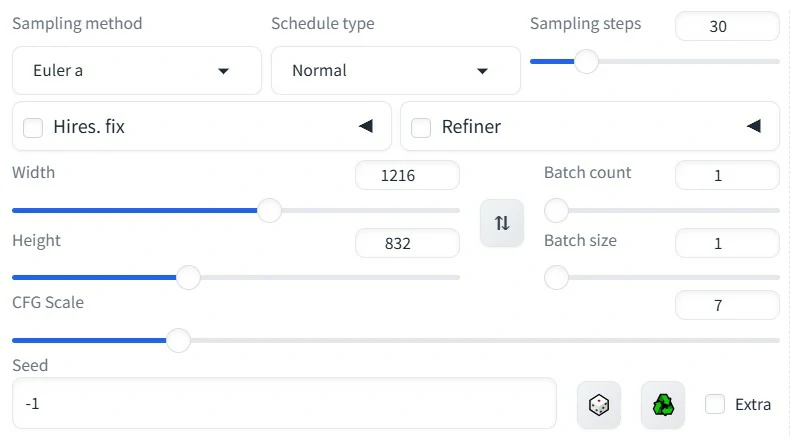 Sampling method Schedule type Sampling steps 30
Euler a Normal
Hires. fix Refiner
Width 1216 Batch count 1
Height 832 Batch size 1
CFG Scale 7
Seed
-1 Extra